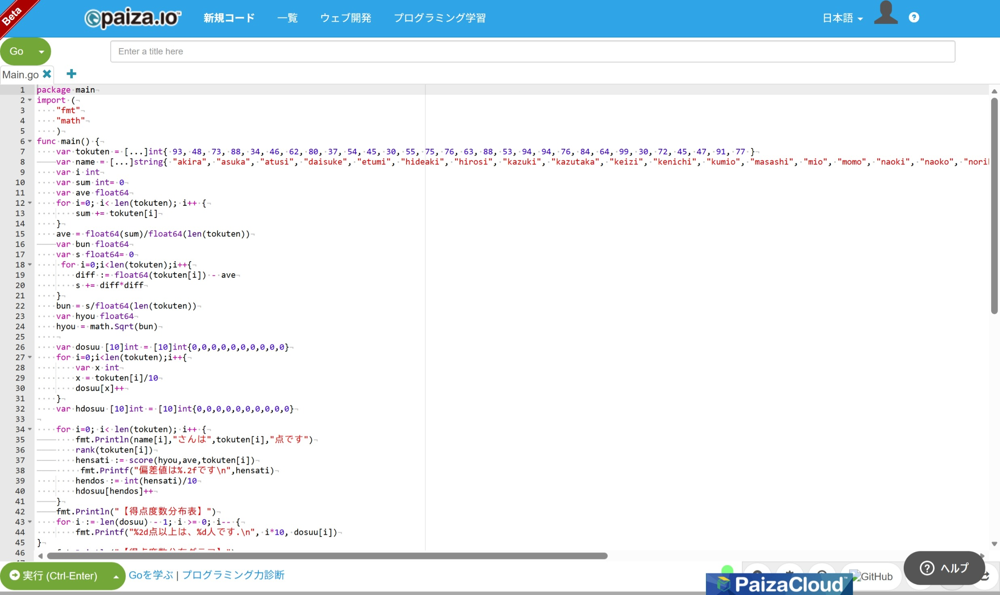 Beta
paiza.io 新規コード 一覧 ウェブ開発 プログラミング学習 日本語
Go Enter a title here
Main.go
1 package main
2 import (
3 "fmt"
4 "math"
5 )
6 func main() {
7 var tokuten = [...]int{ 93, 48, 73, 88, 34, 46, 62, 80, 37, 54, 45, 30, 55, 75, 76, 63, 88, 53, 94, 94, 76, 84, 64, 99, 30, 72, 45, 47, 91, 77 }
8 var name = [...]string{ "akira", "asuka", "atusi", "daisuke", "etumi", "hideaki", "hirosi", "kazuki", "kazutaka", "keizi", "kenichi", "kumio", "masashi", "mio", "momo", "naoki", "naoko",
9 var i int
10 var sum int= 0
11 var ave float64
12 for i=0; i< len(tokuten); i++ {
13 sum += tokuten[i]
14 }
15 ave = float64(sum)/float64(len(tokuten))
16 var bun float64
17 var s float64= 0
18 for i=0;i<len(tokuten);i++{
19 diff := float64(tokuten[i]) - ave
20 s += diff*diff
21 }
22 bun = s/float64(len(tokuten))
23 var hyou float64
24 hyou = math.Sqrt(bun)
25
26 var dosuu [10]int = [10]int{0,0,0,0,0,0,0,0,0,0}
27 for i=0;i<len(tokuten);i++{
28 var x int
29 x = tokuten[i]/10
30 dosuu[x]++
31 }
32 var hdosuu [10]int = [10]int{0,0,0,0,0,0,0,0,0,0}
33
34 for i=0; i< len(tokuten); i++ {
35 fmt.Println(name[i],"さんは",tokuten[i],"点です")
36 rank(tokuten[i])
37 hensati := score(hyou,ave,tokuten[i])
38 fmt.Printf("偏差値は%.2fです\n",hensati)
39 hendos := int(hensati)/10
40 hdosuu[hendos]++
41 }
42 fmt.Println("【得点度数分布表】")
43 for i := len(dosuu) - 1; i >= 0; i-- {
44 fmt.Printf("%2d点以上は、%d人です.\n", i*10, dosuu[i])
45 }
46
実行 (Ctrl-Enter) Goを学ぶ | プログラミング力診断 GitHub ヘルプ
PaizaCloud